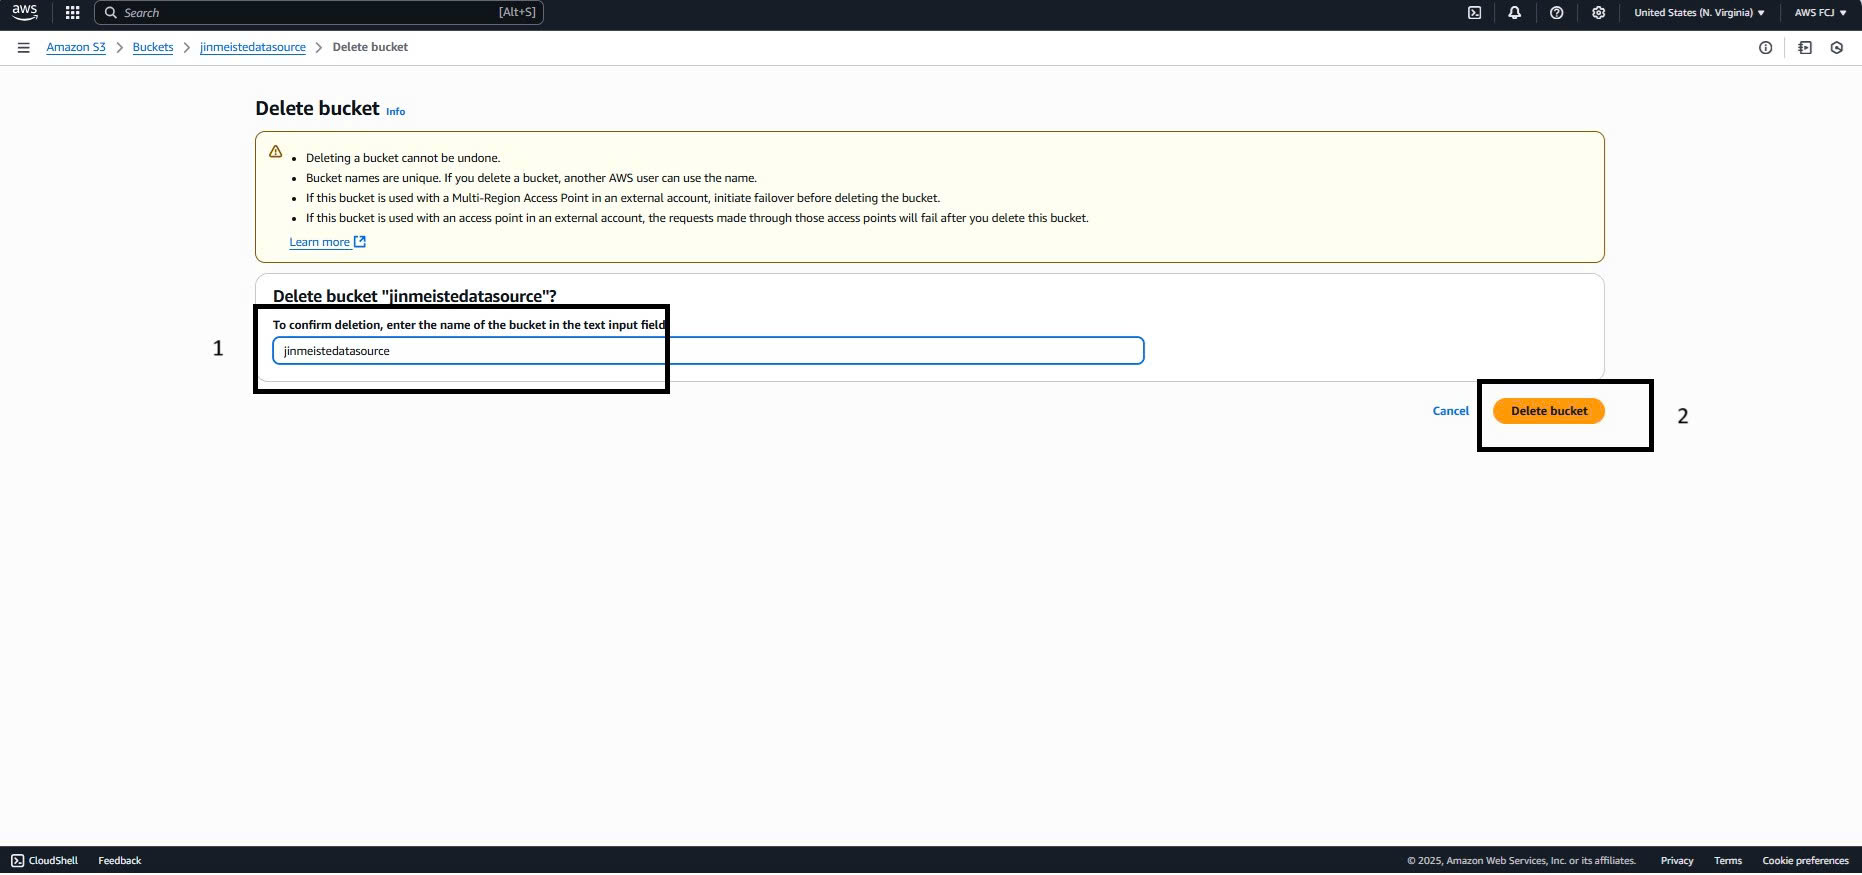 aws
Search
[Alt+S]
United States (N. Virginia)
AWS FCJ
Amazon S3
Buckets
jinmeistedatasource
Delete bucket
Delete bucket Info
Deleting a bucket cannot be undone.
Bucket names are unique. If you delete a bucket, another AWS user can use the name.
If this bucket is used with a Multi-Region Access Point in an external account, initiate failover before deleting the bucket.
If this bucket is used with an access point in an external account, the requests made through those access points will fail after you delete this bucket.
Learn more
Delete bucket "jinmeistedatasource"?
To confirm deletion, enter the name of the bucket in the text input field
1
jinmeistedatasource
Cancel
Delete bucket
2
CloudShell
Feedback
© 2025, Amazon Web Services, Inc. or its affiliates.
Privacy
Terms
Cookie preferences